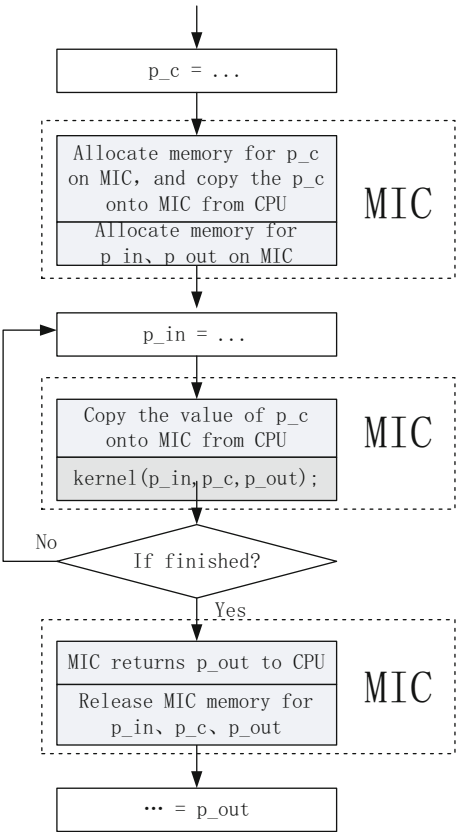 p_c = ...
Allocate memory for p_c
on MIC, and copy the p_c
onto MIC from CPU
MIC
Allocate memory for
p_in、p_out on MIC
p_in = ...
Copy the value of p_c
onto MIC from CPU
MIC
kernel(p_in,p_c,p_out);
No
If finished?
Yes
MIC returns p_out to CPU
MIC
Release MIC memory for
p_in、p_c、p_out
… = p_out